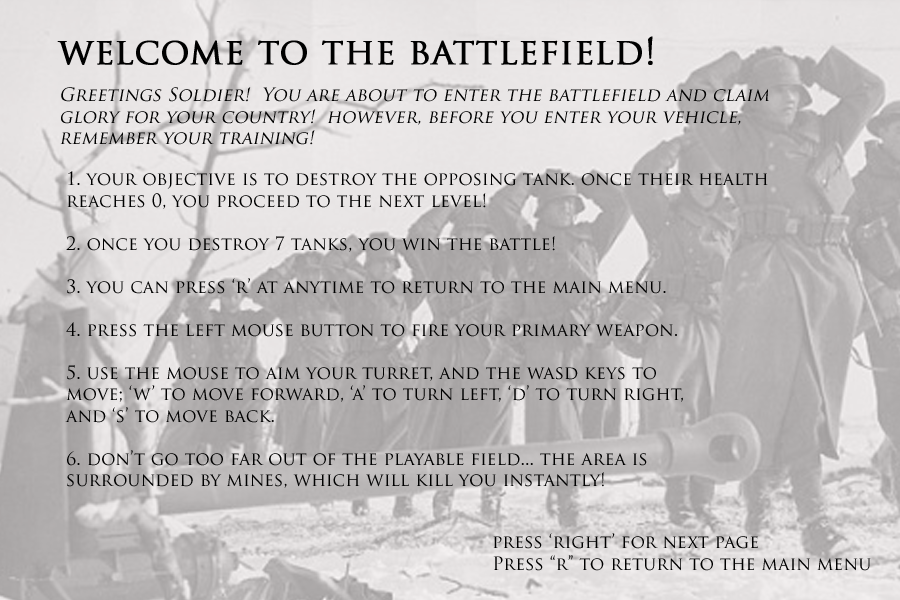 WELCOME TO THE BATTLEFIELD!
GREETINGS SOLDIER! YOU ARE ABOUT TO ENTER THE BATTLEFIELD AND CLAIM
GLORY FOR YOUR COUNTRY! HOWEVER, BEFORE YOU ENTER YOUR VEHICLE,
REMEMBER YOUR TRAINING!
1. YOUR OBJECTIVE IS TO DESTROY THE OPPOSING TANK. ONCE THEIR HEALTH
REACHES 0, YOU PROCEED TO THE NEXT LEVEL!
2. ONCE YOU DESTROY 7 TANKS, YOU WIN THE BATTLE!
3. YOU CAN PRESS ‘R’ AT ANYTIME TO RETURN TO THE MAIN MENU.
4. PRESS THE LEFT MOUSE BUTTON TO FIRE YOUR PRIMARY WEAPON.
5. USE THE MOUSE TO AIM YOUR TURRET, AND THE WASD KEYS TO
MOVE; ‘W’ TO MOVE FORWARD, ‘A’ TO TURN LEFT, ‘D’ TO TURN RIGHT,
AND ‘S’ TO MOVE BACK.
6. DON’T GO TOO FAR OUT OF THE PLAYABLE FIELD... THE AREA IS
SURROUNDED BY MINES, WHICH WILL KILL YOU INSTANTLY!
PRESS ‘RIGHT’ FOR NEXT PAGE
PRESS “R” TO RETURN TO THE MAIN MENU